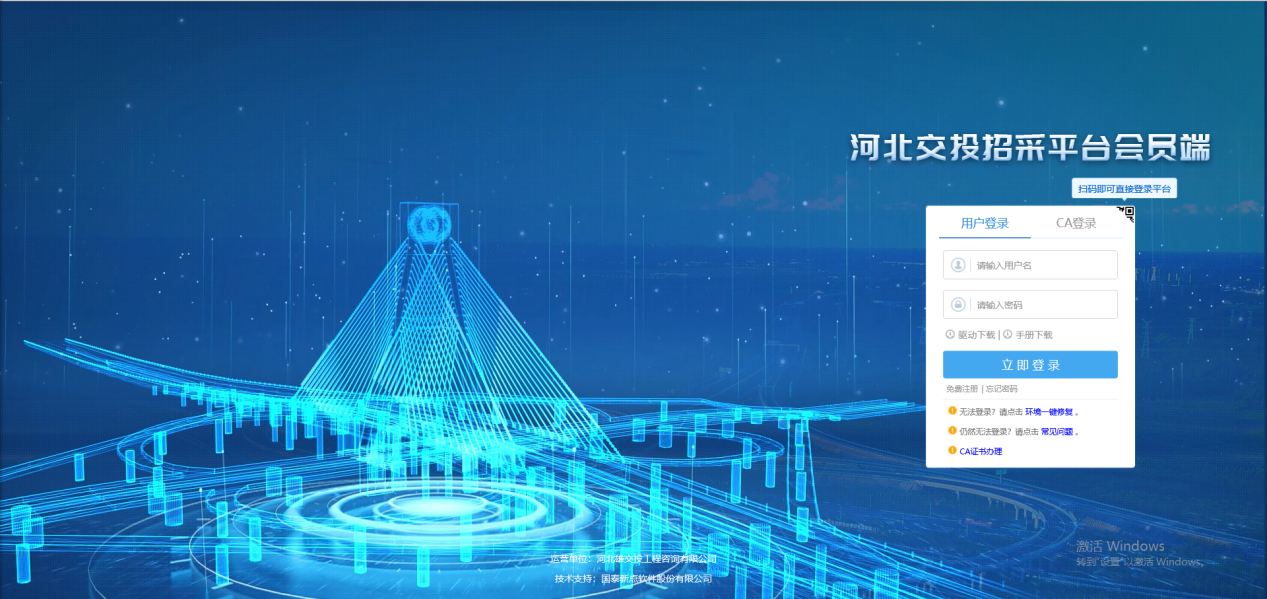 河北交投招采平台会员端
扫码即可直接登录平台
用户登录 CA登录
请输入用户名
请输入密码
驱动下载 | 手册下载
立即登录
免费注册 | 忘记密码
无法登录？请点击 环境一键修复 。
仍然无法登录？请点击 常见问题 。
CA证书办理
激活 Windows
转到"设置"以激活 Windows。
运营单位：河北雄交投工程咨询有限公司
技术支持：国泰新点软件股份有限公司